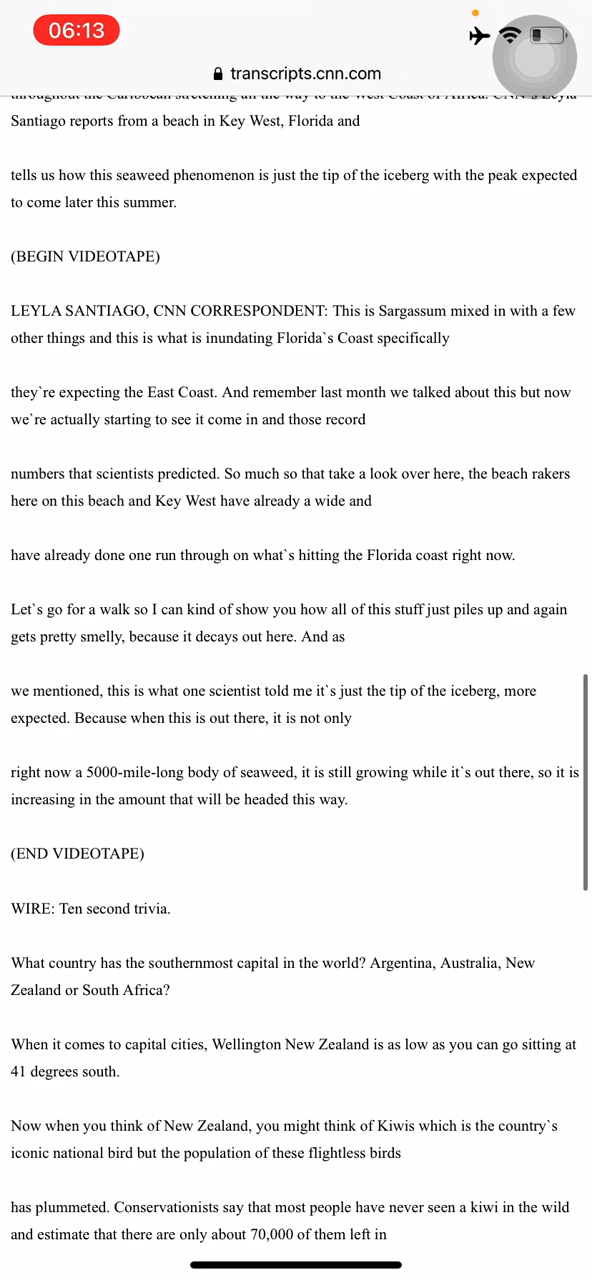 06:13
transcripts.cnn.com
throughout the Caribbean stretching all the way to the West Coast of Africa. CNN`s Leyla
Santiago reports from a beach in Key West, Florida and
tells us how this seaweed phenomenon is just the tip of the iceberg with the peak expected
to come later this summer.
(BEGIN VIDEOTAPE)
LEYLA SANTIAGO, CNN CORRESPONDENT: This is Sargassum mixed in with a few
other things and this is what is inundating Florida`s Coast specifically
they`re expecting the East Coast. And remember last month we talked about this but now
we`re actually starting to see it come in and those record
numbers that scientists predicted. So much so that take a look over here, the beach rakers
here on this beach and Key West have already a wide and
have already done one run through on what`s hitting the Florida coast right now.
Let`s go for a walk so I can kind of show you how all of this stuff just piles up and again
gets pretty smelly, because it decays out here. And as
we mentioned, this is what one scientist told me it`s just the tip of the iceberg, more
expected. Because when this is out there, it is not only
right now a 5000-mile-long body of seaweed, it is still growing while it`s out there, so it is
increasing in the amount that will be headed this way.
(END VIDEOTAPE)
WIRE: Ten second trivia.
What country has the southernmost capital in the world? Argentina, Australia, New
Zealand or South Africa?
When it comes to capital cities, Wellington New Zealand is as low as you can go sitting at
41 degrees south.
Now when you think of New Zealand, you might think of Kiwis which is the country`s
iconic national bird but the population of these flightless birds
has plummeted. Conservationists say that most people have never seen a kiwi in the wild
and estimate that there are only about 70,000 of them left in